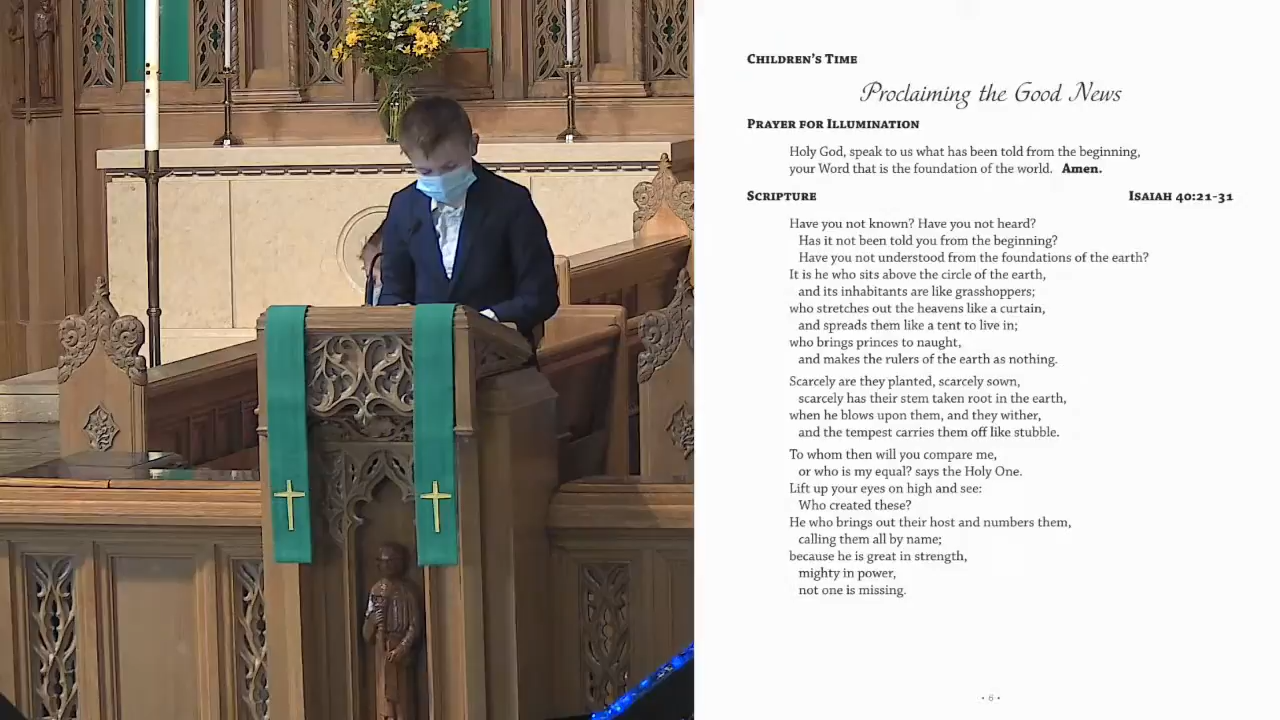 Children's Time
Proclaiming the Good News
Prayer for Illumination
Holy God, speak to us what has been told from the beginning,
your Word that is the foundation of the world. Amen.
Scripture Isaiah 40:21-31
Have you not known? Have you not heard?
Has it not been told you from the beginning?
Have you not understood from the foundations of the earth?
It is he who sits above the circle of the earth,
and its inhabitants are like grasshoppers;
who stretches out the heavens like a curtain,
and spreads them like a tent to live in;
who brings princes to naught,
and makes the rulers of the earth as nothing.
Scarcely are they planted, scarcely sown,
scarcely has their stem taken root in the earth,
when he blows upon them, and they wither,
and the tempest carries them off like stubble.
To whom then will you compare me,
or who is my equal? says the Holy One.
Lift up your eyes on high and see:
Who created these?
He who brings out their host and numbers them,
calling them all by name;
because he is great in strength,
mighty in power,
not one is missing.
• 6 •